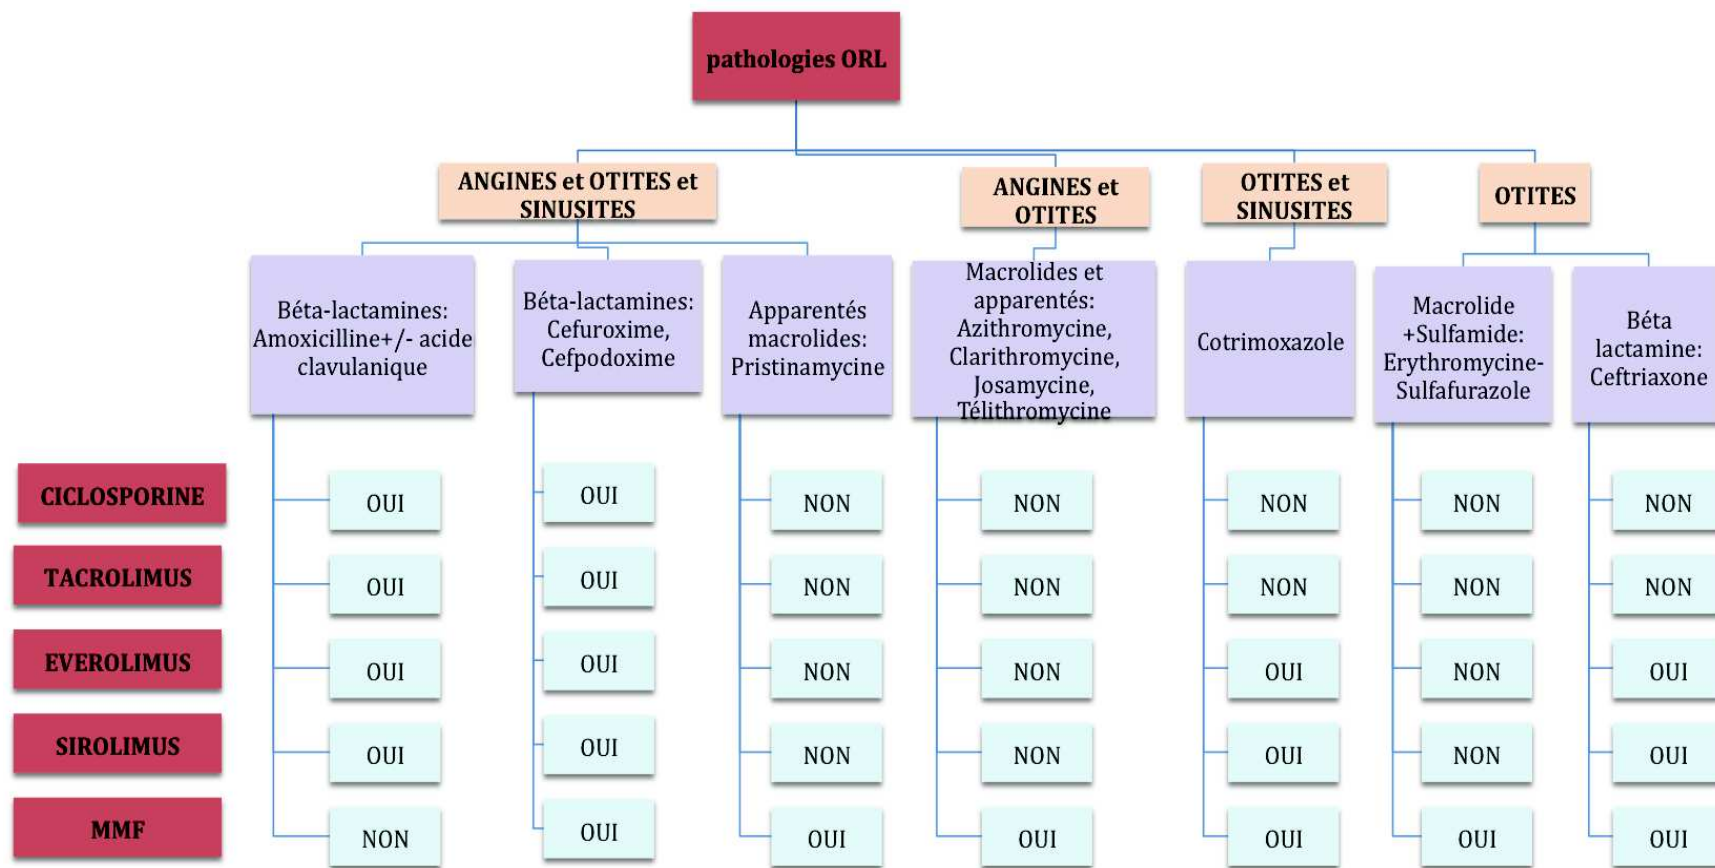 pathologies ORL
ANGINES et OTITES et
SINUSITES
ANGINES et
OTITES
OTITES et
SINUSITES
OTITES
Béta-lactamines:
Amoxicilline+/- acide
clavulanique
Béta-lactamines:
Cefuroxime,
Cefpodoxime
Apparentés
macrolides:
Pristinamycine
Macrolides et
apparentés:
Azithromycine,
Clarithromycine,
Josamycine,
Télithromycine
Cotrimoxazole
Macrolide
+Sulfamide:
Erythromycine-
Sulfafurazole
Béta
lactamine:
Ceftriaxone
CICLOSPORINE OUI OUI NON NON NON NON NON
TACROLIMUS OUI OUI NON NON NON NON NON
EVEROLIMUS OUI OUI NON NON OUI NON OUI
SIROLIMUS OUI OUI NON NON OUI NON OUI
MMF NON OUI OUI OUI OUI OUI OUI